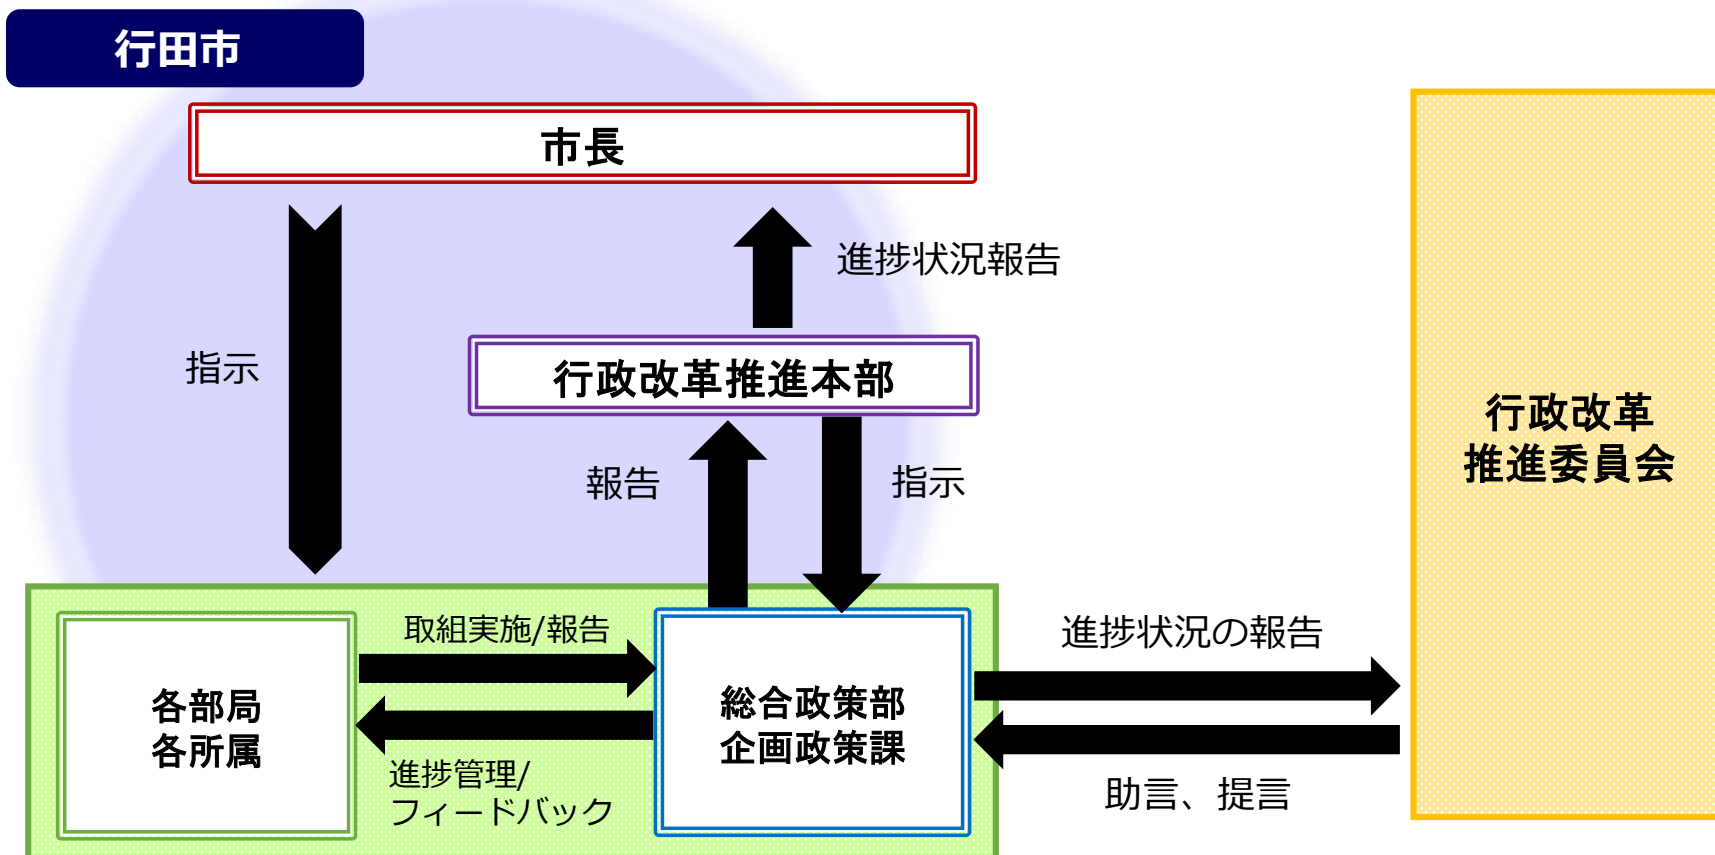 行田市
市長
進捗状況報告
指示
行政改革推進本部
報告
指示
行政改革
推進委員会
取組実施/報告
進捗状況の報告
各部局
各所属
総合政策部
企画政策課
進捗管理/
フィードバック
助言、提言